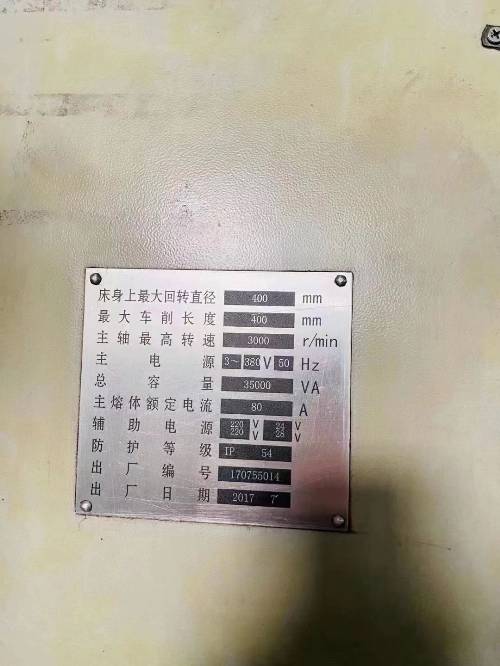 床身上最大回转直径 400 mm
最大车削长度 400 mm
主轴最高转速 3000 r/min
主电源 3~ 380 V 50 Hz
总容量 35000 VA
主熔体额定电流 80 A
辅助电源 220 V 24 V
220 V 28 V
防护等级 IP 54
出厂编号 170755014
出厂日期 2017 7